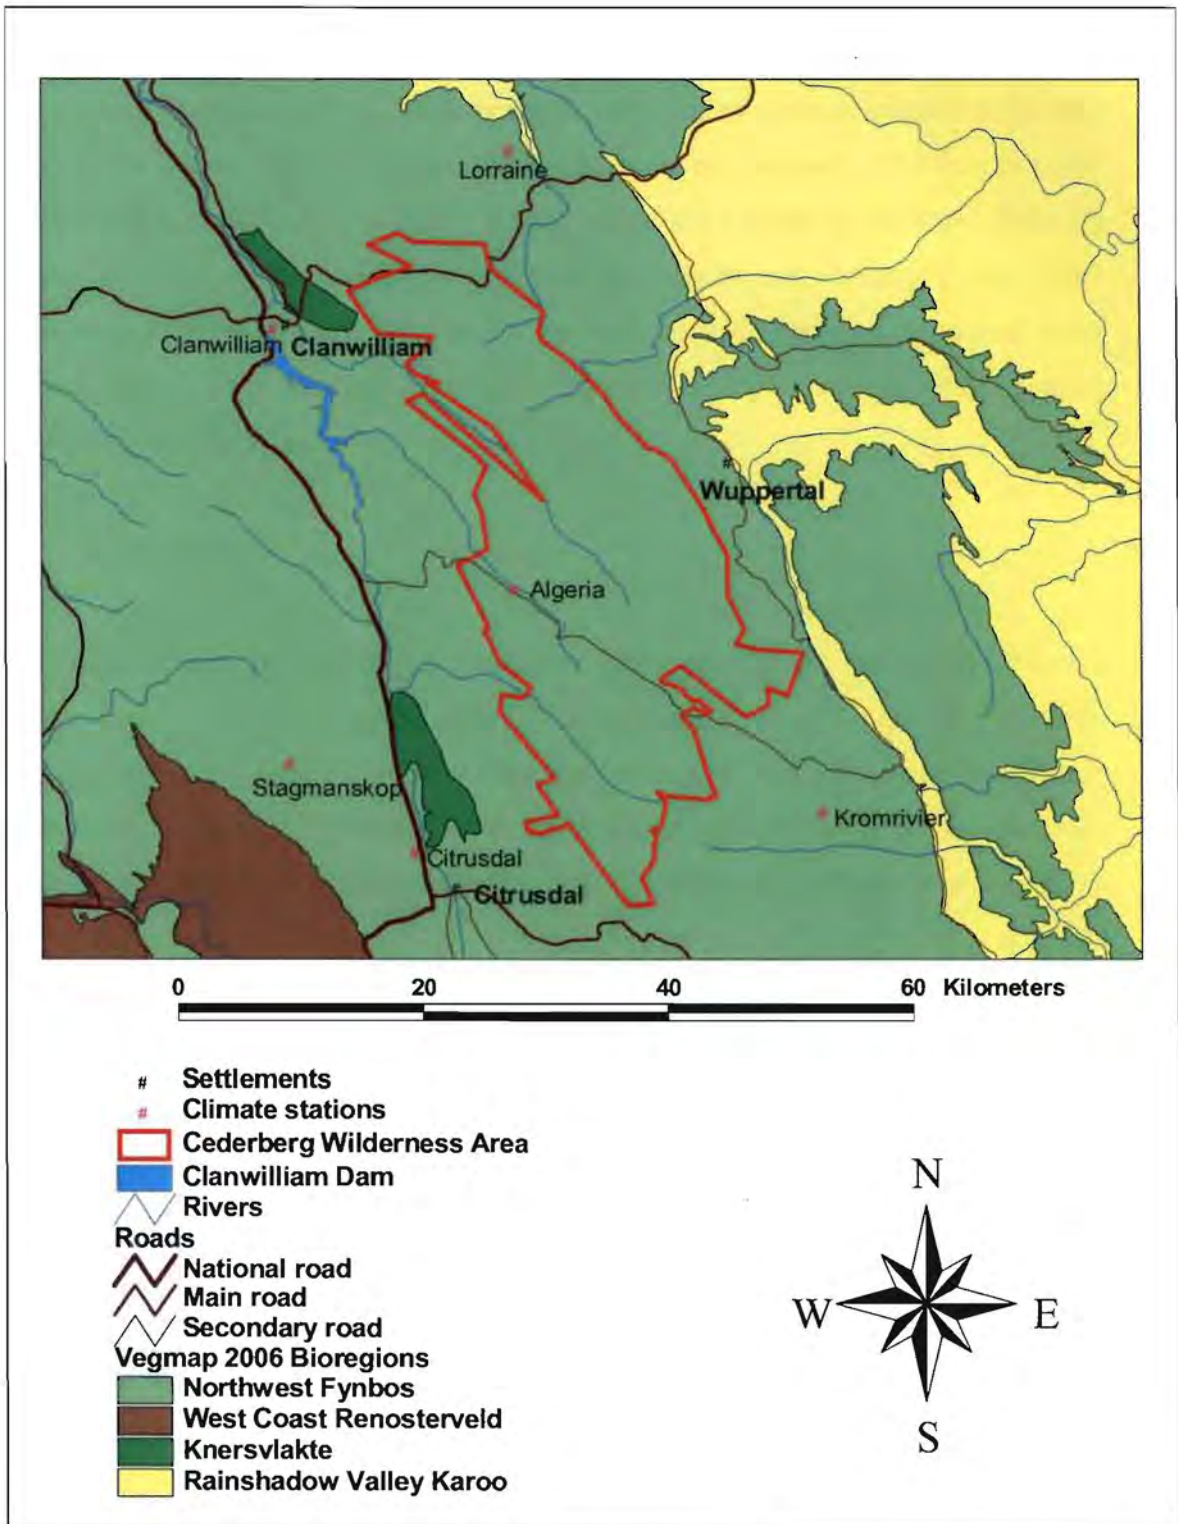 Lorraine
Clanwilliam Clanwilliam
Wuppertal
Algeria
Stagmanskop
Kromrivier
Citrusdal
Citrusdal
0 20 40 60 Kilometers
# Settlements
# Climate stations
Cederberg Wilderness Area
Clanwilliam Dam
Rivers
Roads
National road
Main road
Secondary road
Vegmap 2006 Bioregions
Northwest Fynbos
West Coast Renosterveld
Knersvlakte
Rainshadow Valley Karoo
N
W E
S